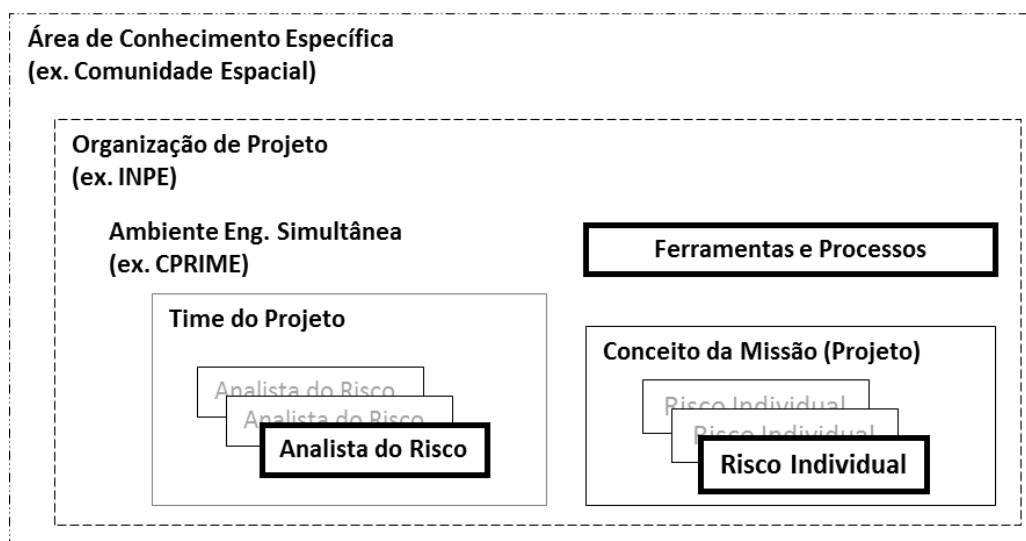 Área de Conhecimento Específica
(ex. Comunidade Espacial)
Organização de Projeto
(ex. INPE)
Ambiente Eng. Simultânea
(ex. CPRIME)
Ferramentas e Processos
Time do Projeto
Analista do Risco
Analista do Risco
Analista do Risco
Conceito da Missão (Projeto)
Risco Individual
Risco Individual
Risco Individual